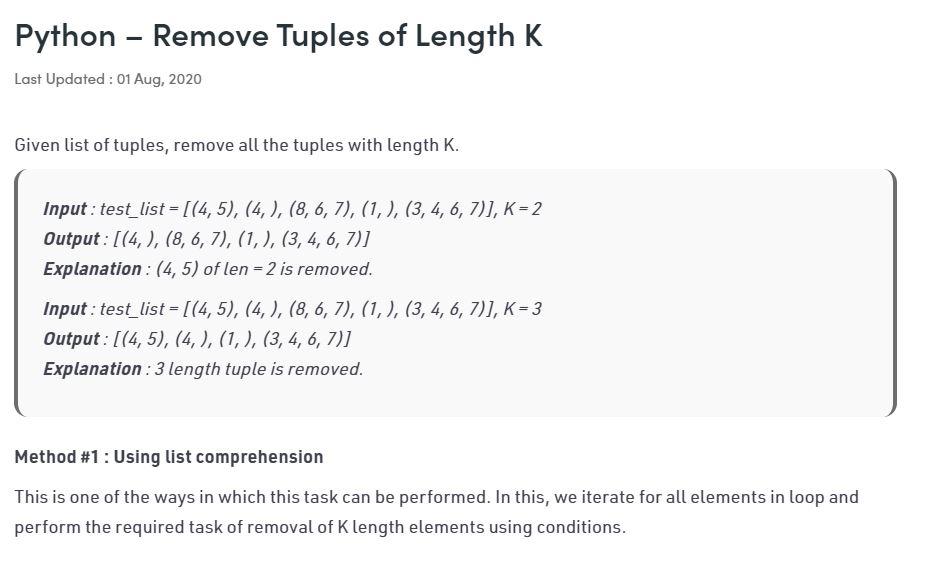 Python – Remove Tuples of Length K
Last Updated : 01 Aug, 2020
Given list of tuples, remove all the tuples with length K.
Input : test_list = [(4, 5), (4, ), (8, 6, 7), (1, ), (3, 4, 6, 7)], K = 2
Output : [(4, ), (8, 6, 7), (1, ), (3, 4, 6, 7)]
Explanation : (4, 5) of len = 2 is removed.
Input : test_list = [(4, 5), (4, ), (8, 6, 7), (1, ), (3, 4, 6, 7)], K = 3
Output : [(4, 5), (4, ), (1, ), (3, 4, 6, 7)]
Explanation : 3 length tuple is removed.
Method #1 : Using list comprehension
This is one of the ways in which this task can be performed. In this, we iterate for all elements in loop and
perform the required task of removal of K length elements using conditions.